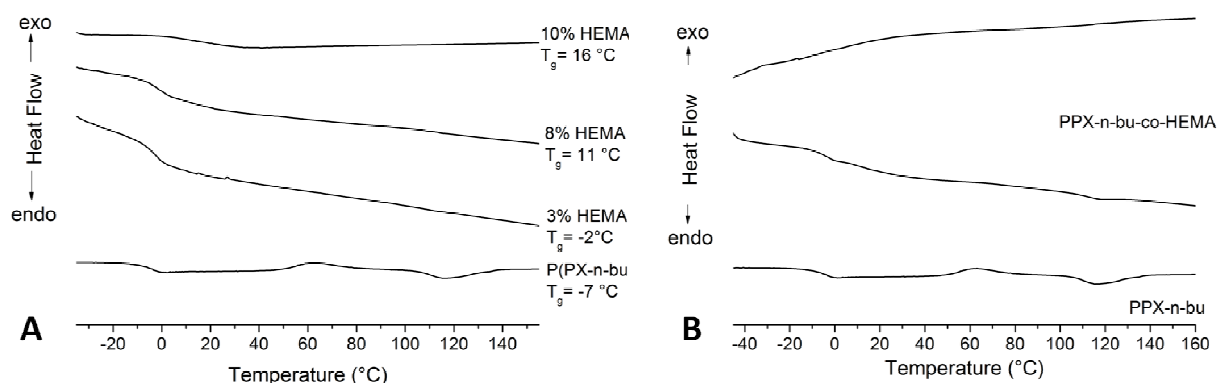 exo
Heat Flow
endo
10% HEMA
Tg= 16 °C
8% HEMA
Tg= 11 °C
3% HEMA
Tg= -2°C
P(PX-n-bu
Tg= -7 °C
A
-20 0 20 40 60 80 100 120 140
Temperature (°C)
exo
Heat Flow
endo
PPX-n-bu-co-HEMA
PPX-n-bu
B
-40 -20 0 20 40 60 80 100 120 140 160
Temperature (°C)